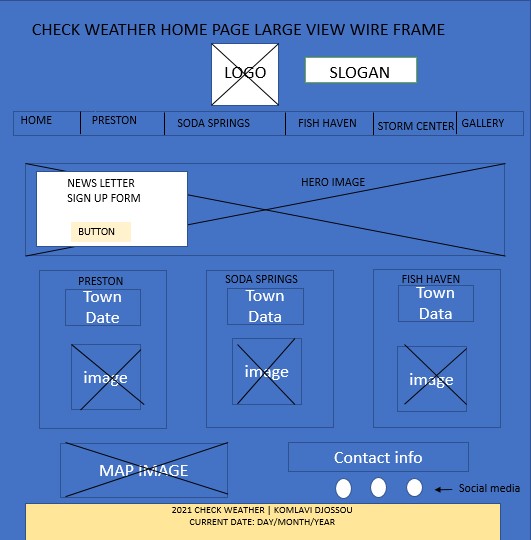 CHECK WEATHER HOME PAGE LARGE VIEW WIRE FRAME
LOGO
SLOGAN
HOME
PRESTON
SODA SPRINGS
FISH HAVEN
STORM CENTER
GALLERY
NEWS LETTER
SIGN UP FORM
BUTTON
HERO IMAGE
PRESTON
Town
Date
image
SODA SPRINGS
Town
Data
image
FISH HAVEN
Town
Data
image
MAP IMAGE
Contact info
Social media
2021 CHECK WEATHER | KOMLAVI DJOSSOU
CURRENT DATE: DAY/MONTH/YEAR